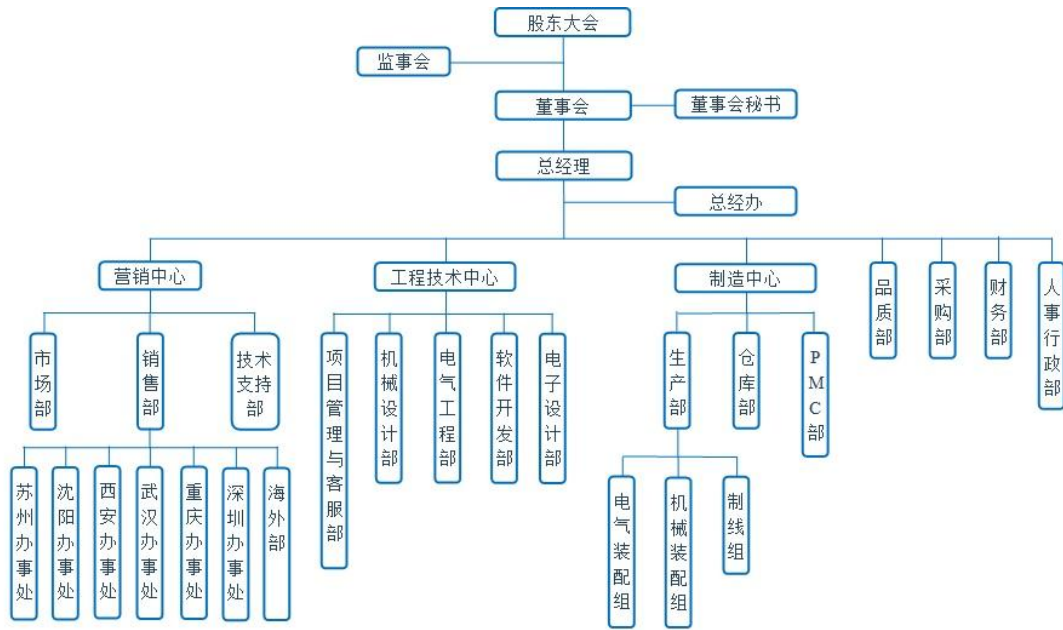 股东大会
监事会
董事会
董事会秘书
总经理
总经办
营销中心
工程技术中心
制造中心
品质部
采购部
财务部
人事行政部
市场部
销售部
技术
支持
部
项目管理与客服部
机械设计部
电气工程部
软件开发部
电子设计部
生产部
仓库部
PMC部
苏州办事处
沈阳办事处
西安办事处
武汉办事处
重庆办事处
深圳办事处
海外部
电气装配组
机械装配组
制线组